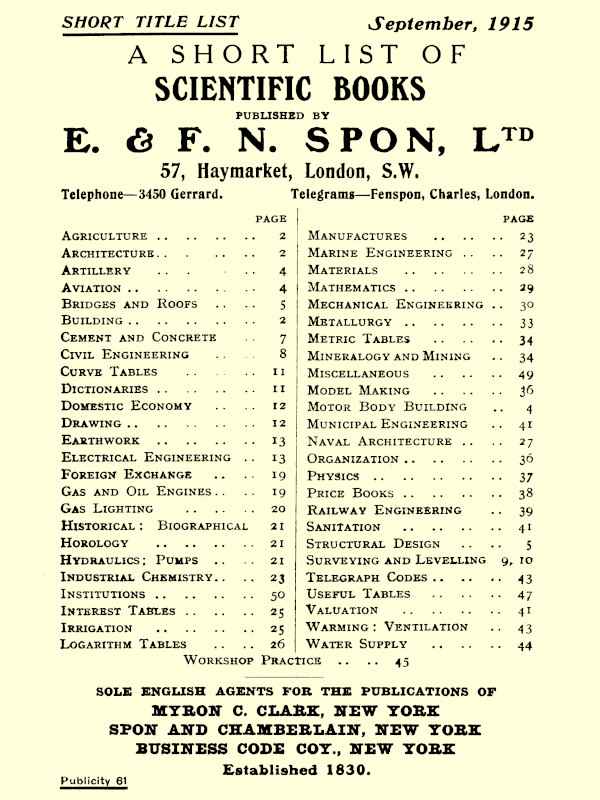 SHORT TITLE LIST
September, 1915
A SHORT LIST OF
SCIENTIFIC BOOKS
PUBLISHED BY
E. & F. N. SPON, LTD
57, Haymarket, London, S.W.
Telephone—3450 Gerrard.
Telegrams—Fenspon, Charles, London.
PAGE
AGRICULTURE .. .. .. .. 2
ARCHITECTURE. . . .. .. 2
ARTILLERY .. . . .. 4
AVIATION .. .. .. .. .. 4
BRIDGES AND ROOFS .. .. 5
BUILDING .. .. .. .. .. 2
CEMENT AND CONCRETE .. 7
CIVIL ENGINEERING .. .. 8
CURVE TABLES .. .. .. 11
DICTIONARIES .. .. .. .. 11
DOMESTIC ECONOMY .. .. 12
DRAWING .. .. .. .. .. 12
EARTHWORK .. .. .. .. 13
ELECTRICAL ENGINEERING .. 13
FOREIGN EXCHANGE .. .. 19
GAS AND OIL ENGINES .. .. 19
GAS LIGHTING .. .. .. 20
HISTORICAL: BIOGRAPHICAL 21
HOROLOGY .. .. .. .. 21
HYDRAULICS; PUMPS .. .. 21
INDUSTRIAL CHEMISTRY.. .. 23
INSTITUTIONS .. .. .. .. 50
INTEREST TABLES .. .. .. 25
IRRIGATION .. .. .. .. 25
LOGARITHM TABLES .. .. 26
PAGE
MANUFACTURES .. .. .. 23
MARINE ENGINEERING .. .. 27
MATERIALS .. .. .. .. 28
MATHEMATICS .. .. .. .. 29
MECHANICAL ENGINEERING .. 30
METALLURGY .. .. .. .. 33
METRIC TABLES .. .. .. 34
MINERALOGY AND MINING .. 34
MISCELLANEOUS .. .. .. 49
MODEL MAKING .. .. .. 36
MOTOR BODY BUILDING .. 4
MUNICIPAL ENGINEERING .. 41
NAVAL ARCHITECTURE .. .. 27
ORGANIZATION .. .. .. .. 36
PHYSICS .. .. .. .. .. 37
PRICE BOOKS .. .. .. .. 38
RAILWAY ENGINEERING .. 39
SANITATION .. .. .. .. 41
STRUCTURAL DESIGN .. .. 5
SURVEYING AND LEVELLING 9, 10
TELEGRAPH CODES .. .. .. 43
USEFUL TABLES .. .. .. 47
VALUATION .. .. .. .. 41
WARMING: VENTILATION .. 43
WATER SUPPLY .. .. .. 44
WORKSHOP PRACTICE .. .. 45
SOLE ENGLISH AGENTS FOR THE PUBLICATIONS OF
MYRON C. CLARK, NEW YORK
SPON AND CHAMBERLAIN, NEW YORK
BUSINESS CODE COY., NEW YORK
Established 1830.
Publicity 61